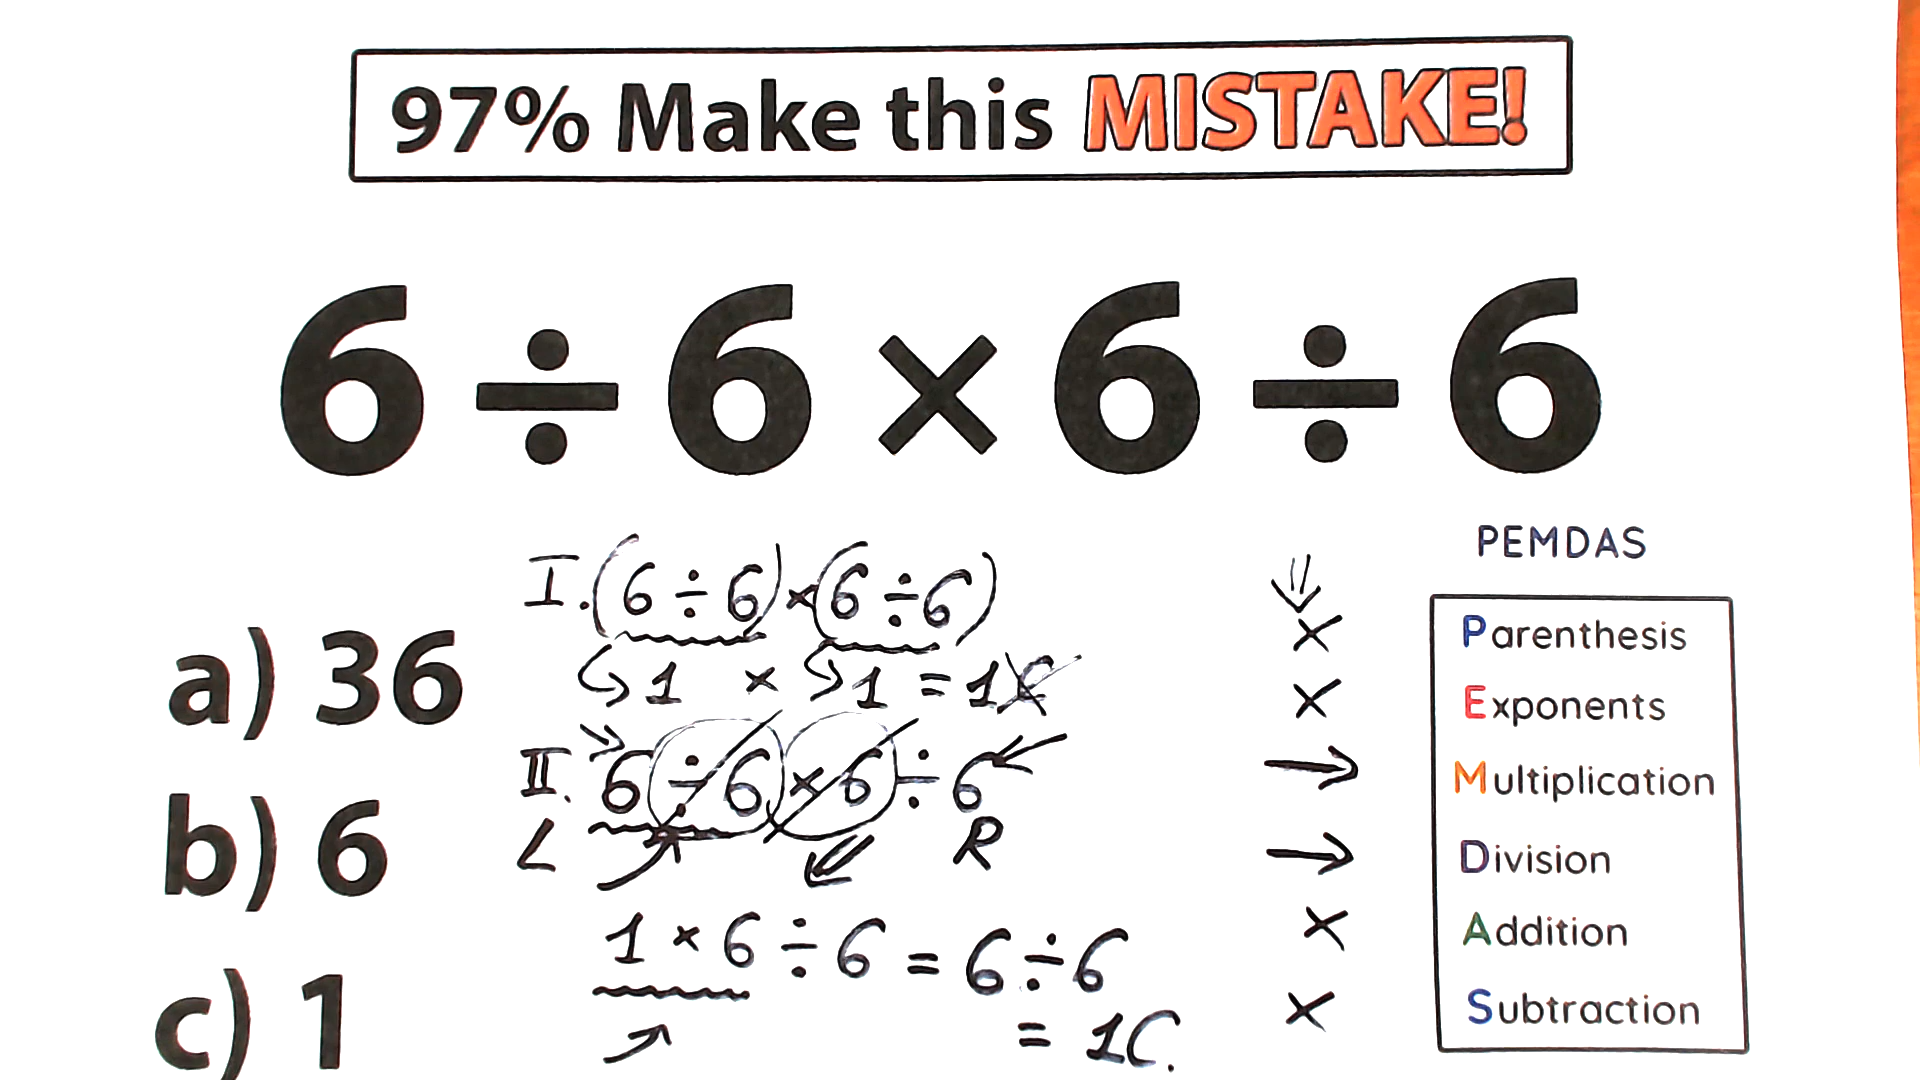 97% Make this MISTAKE!
6 ÷ 6 × 6 ÷ 6
a) 36
b) 6
c) 1
I. (6 ÷ 6) × (6 ÷ 6)
1 × 1 = 1
II. 6 ÷ 6 × 6 ÷ 6
L R
1 × 6 ÷ 6 = 6 ÷ 6
= 1 C.
PEMDAS
× Parenthesis
× Exponents
→ Multiplication
→ Division
× Addition
× Subtraction